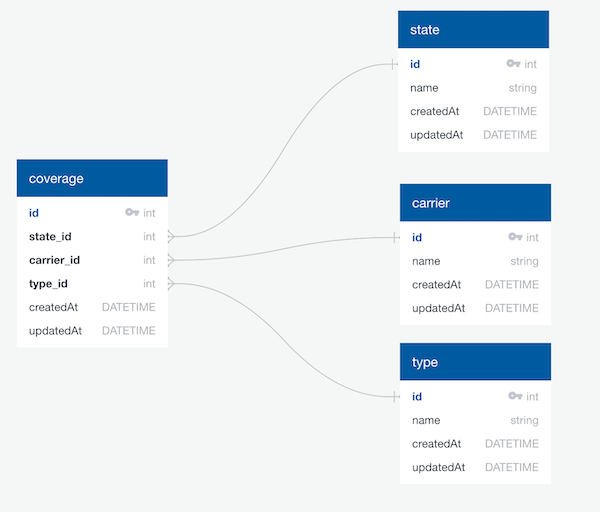 state
id int
name string
createdAt DATETIME
updatedAt DATETIME
coverage
id int
state_id int
carrier_id int
type_id int
createdAt DATETIME
updatedAt DATETIME
carrier
id int
name string
createdAt DATETIME
updatedAt DATETIME
type
id int
name string
createdAt DATETIME
updatedAt DATETIME